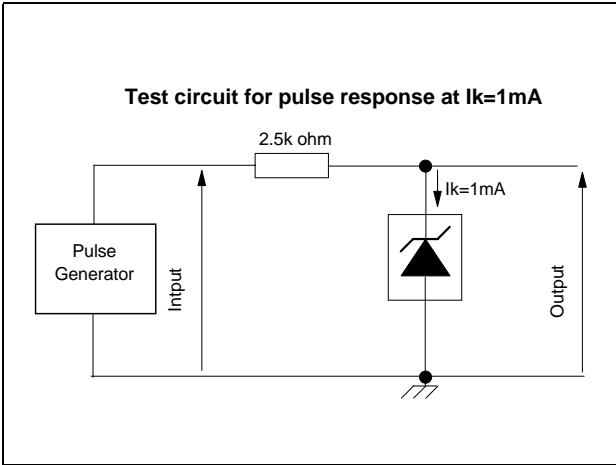 Test circuit for pulse response at Ik=1mA
2.5k ohm
Ik=1mA
Pulse
Generator
Intput
Output